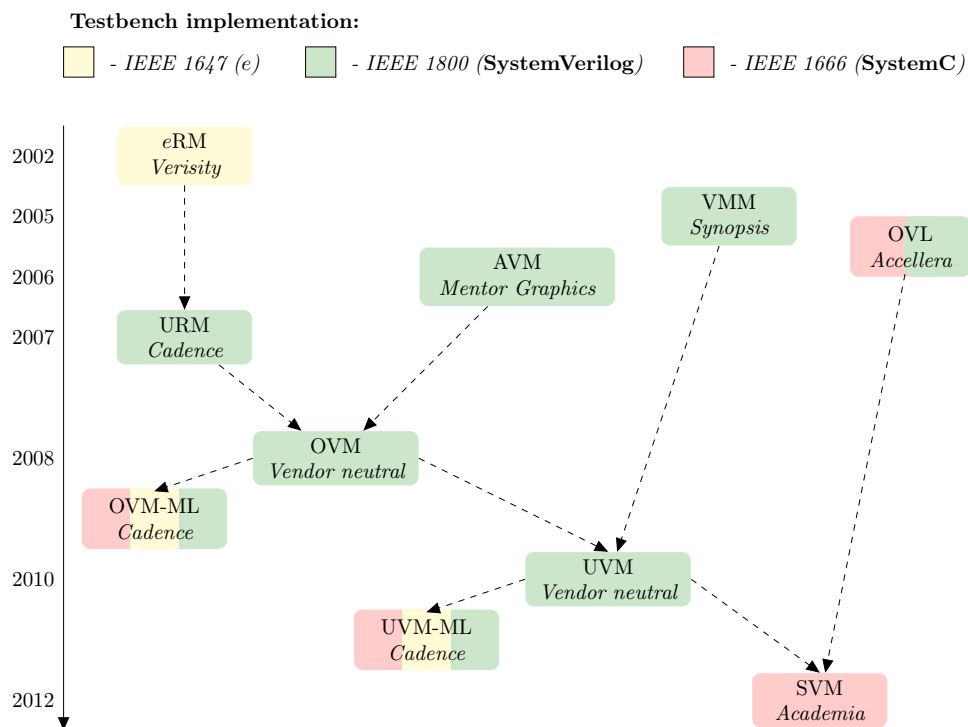 Testbench implementation:
- IEEE 1647 (e)
- IEEE 1800 (SystemVerilog)
- IEEE 1666 (SystemC)
2002
eRM
Verisity
2005
VMM
Synopsis
OVL
Accellera
2006
AVM
Mentor Graphics
2007
URM
Cadence
2008
OVM
Vendor neutral
OVM-ML
Cadence
2010
UVM
Vendor neutral
UVM-ML
Cadence
2012
SVM
Academia